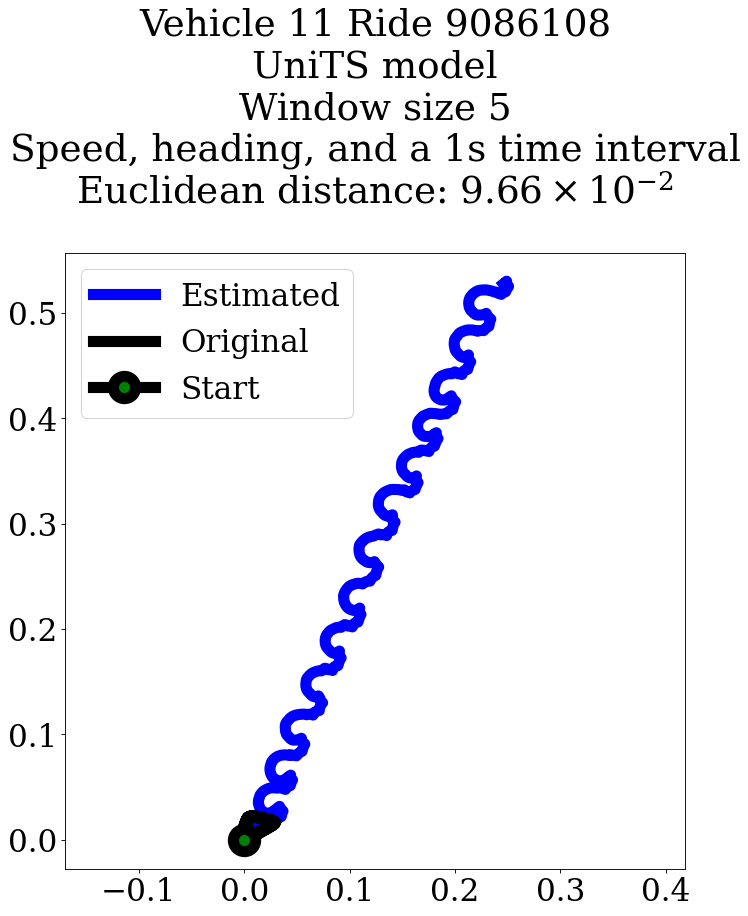 Vehicle 11 Ride 9086108
UniTS model
Window size 5
Speed, heading, and a 1s time interval
Euclidean distance: 9.66 × 10⁻²
Estimated
Original
Start
0.5
0.4
0.3
0.2
0.1
0.0
−0.1 0.0 0.1 0.2 0.3 0.4